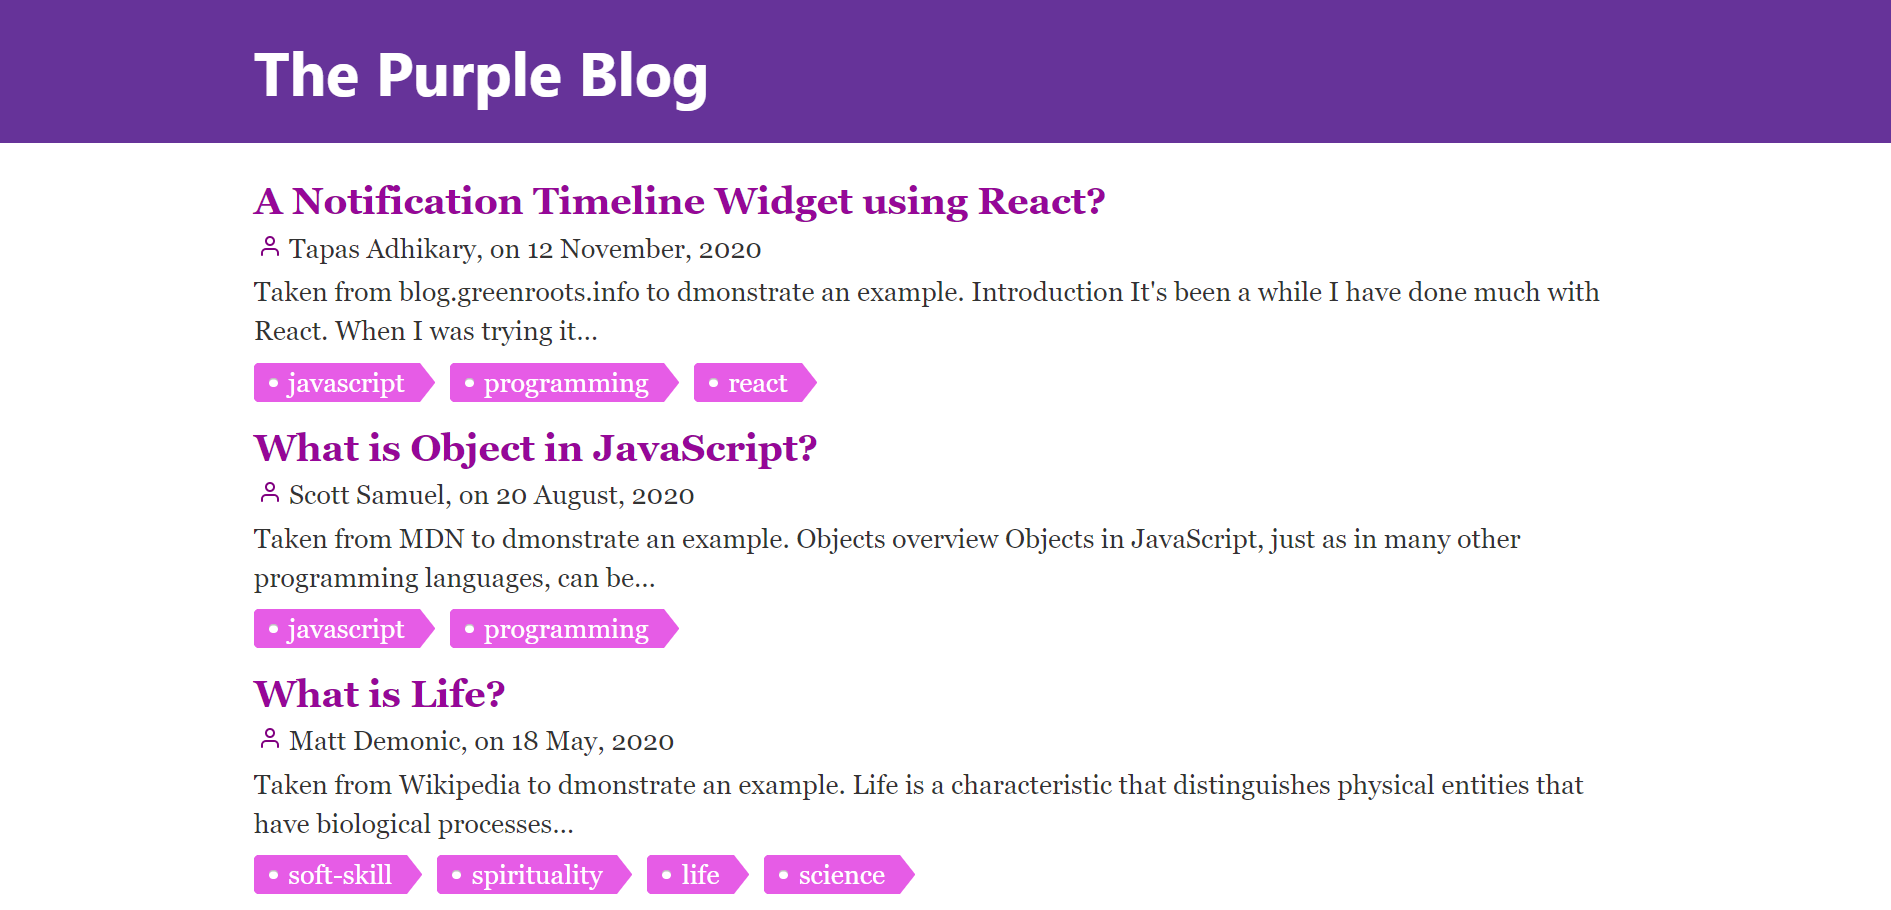 The Purple Blog
A Notification Timeline Widget using React?
Tapas Adhikary, on 12 November, 2020
Taken from blog.greenroots.info to dmonstrate an example. Introduction It's been a while I have done much with
React. When I was trying it...
javascript programming react
What is Object in JavaScript?
Scott Samuel, on 20 August, 2020
Taken from MDN to dmonstrate an example. Objects overview Objects in JavaScript, just as in many other
programming languages, can be...
javascript programming
What is Life?
Matt Demonic, on 18 May, 2020
Taken from Wikipedia to dmonstrate an example. Life is a characteristic that distinguishes physical entities that
have biological processes...
soft-skill spirituality life science